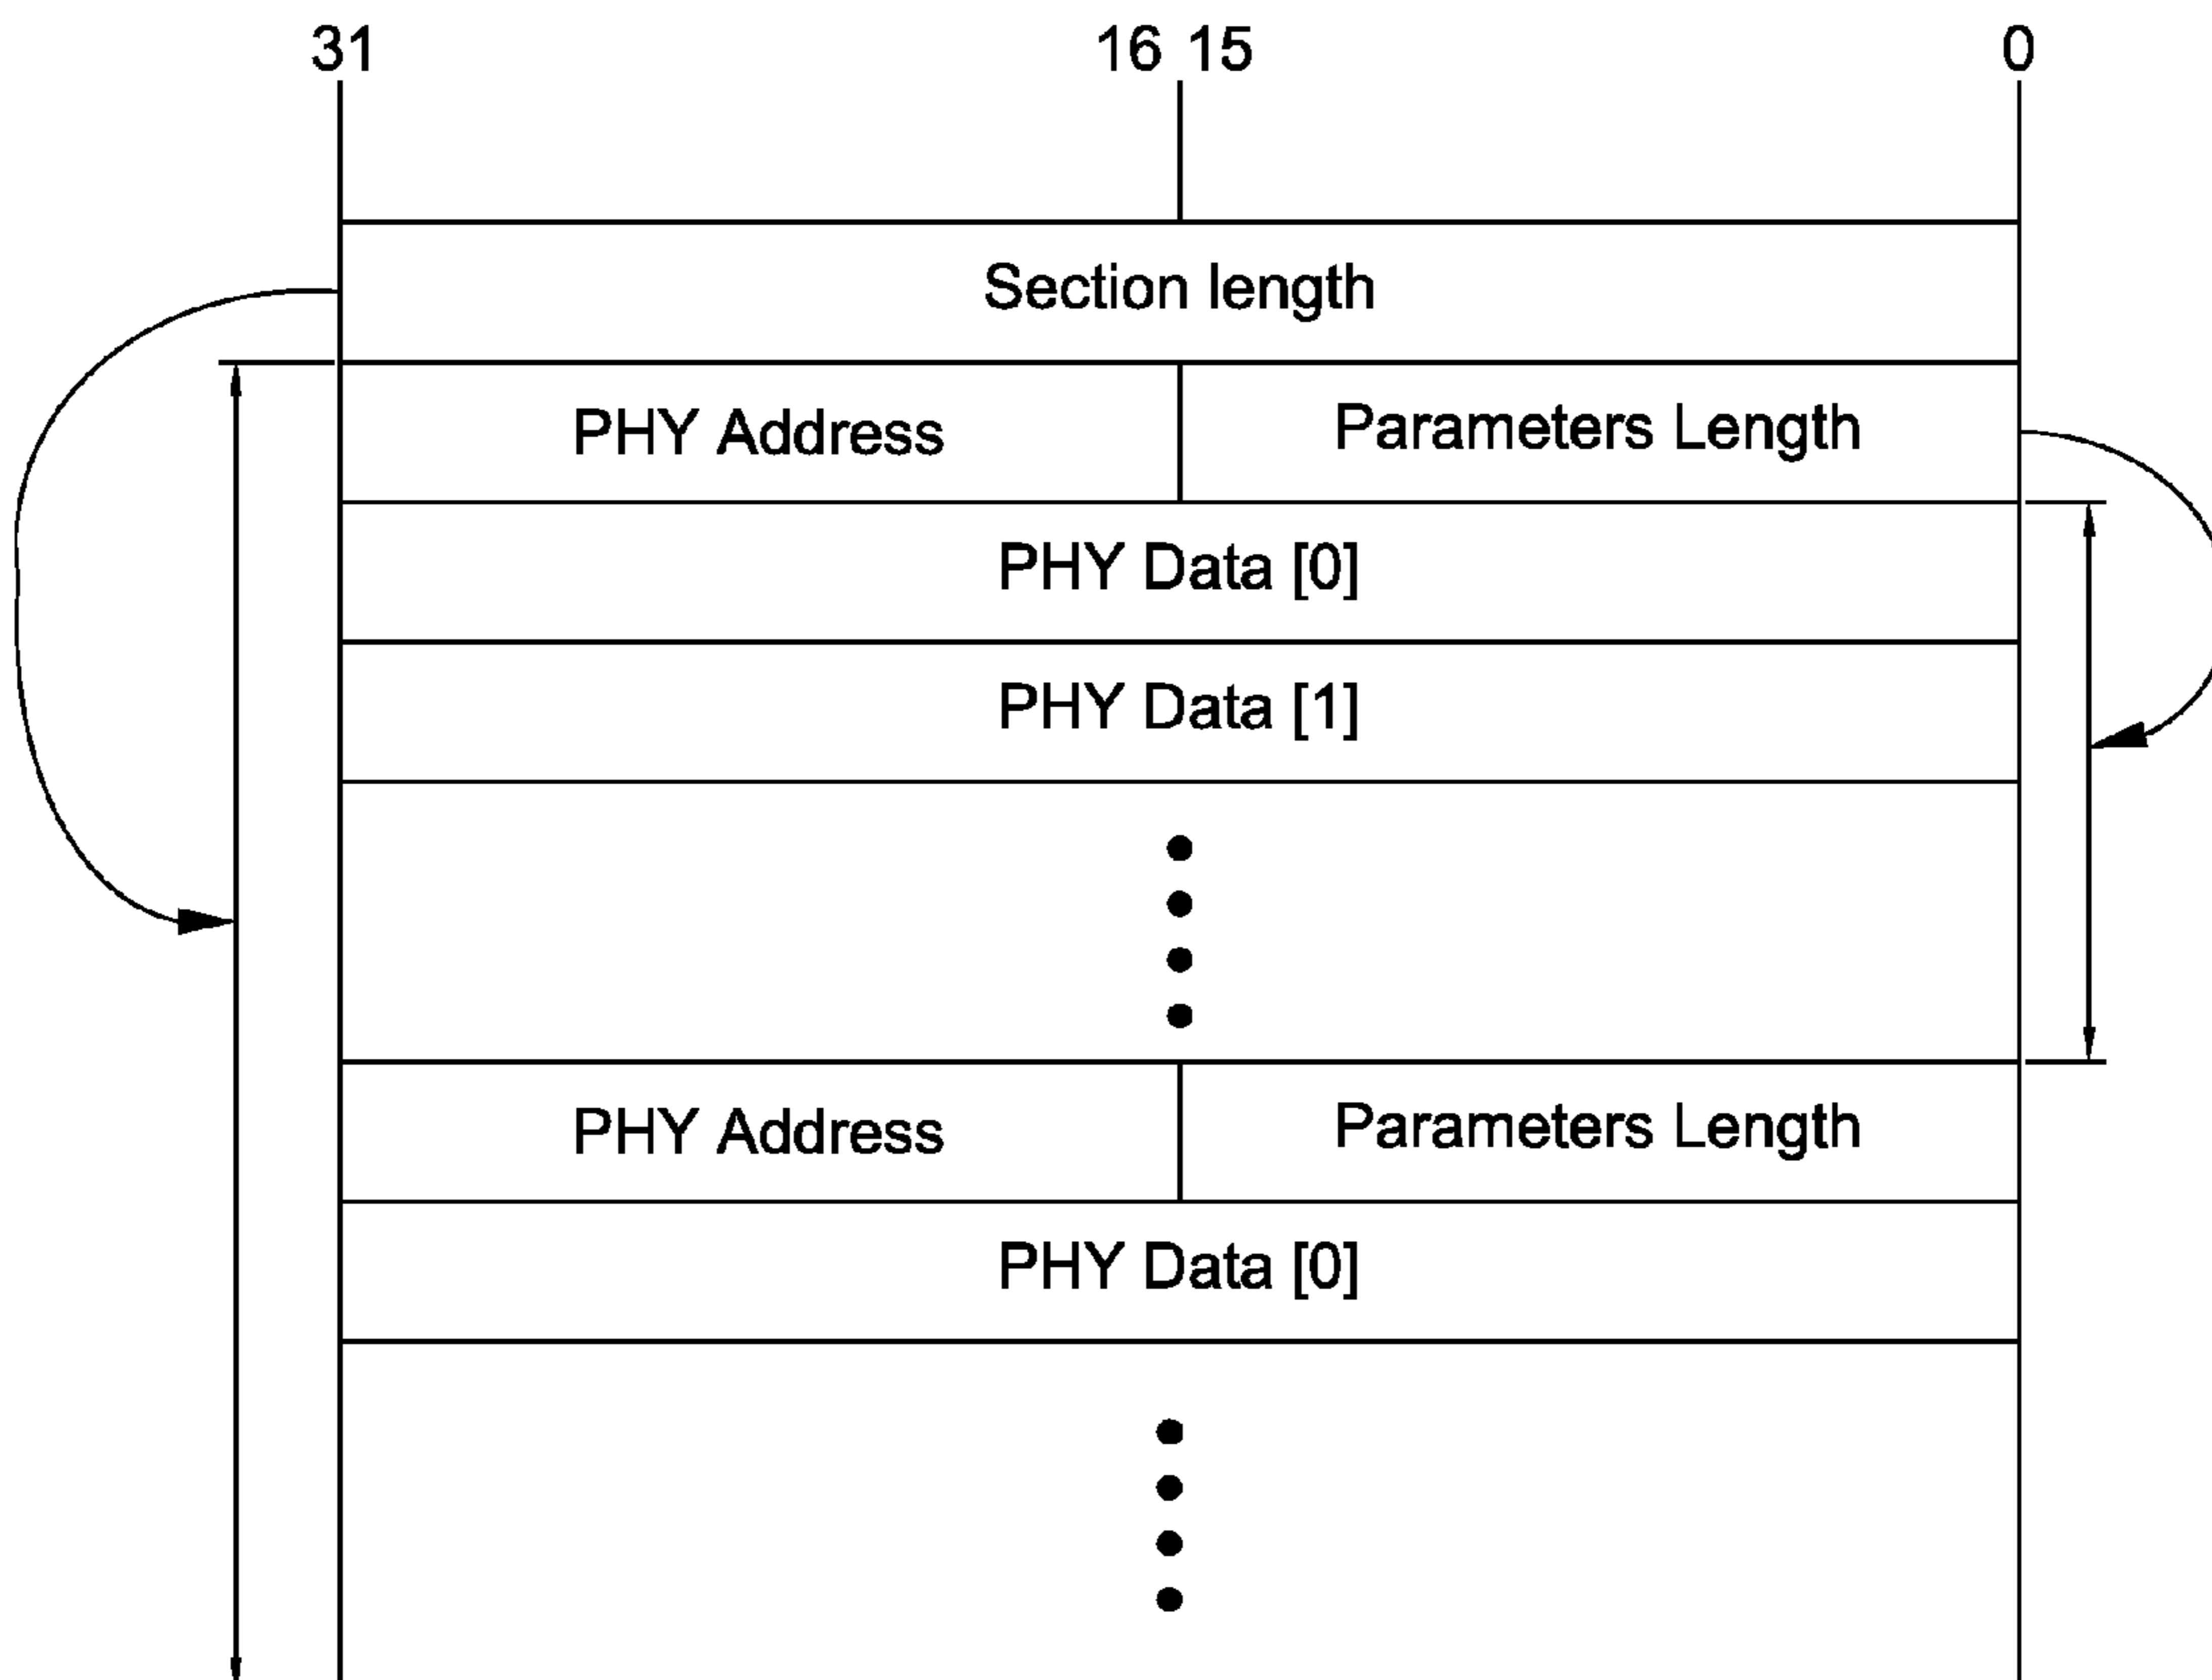 31 16 15 0
Section length
PHY Address Parameters Length
PHY Data [0]
PHY Data [1]
PHY Address Parameters Length
PHY Data [0]